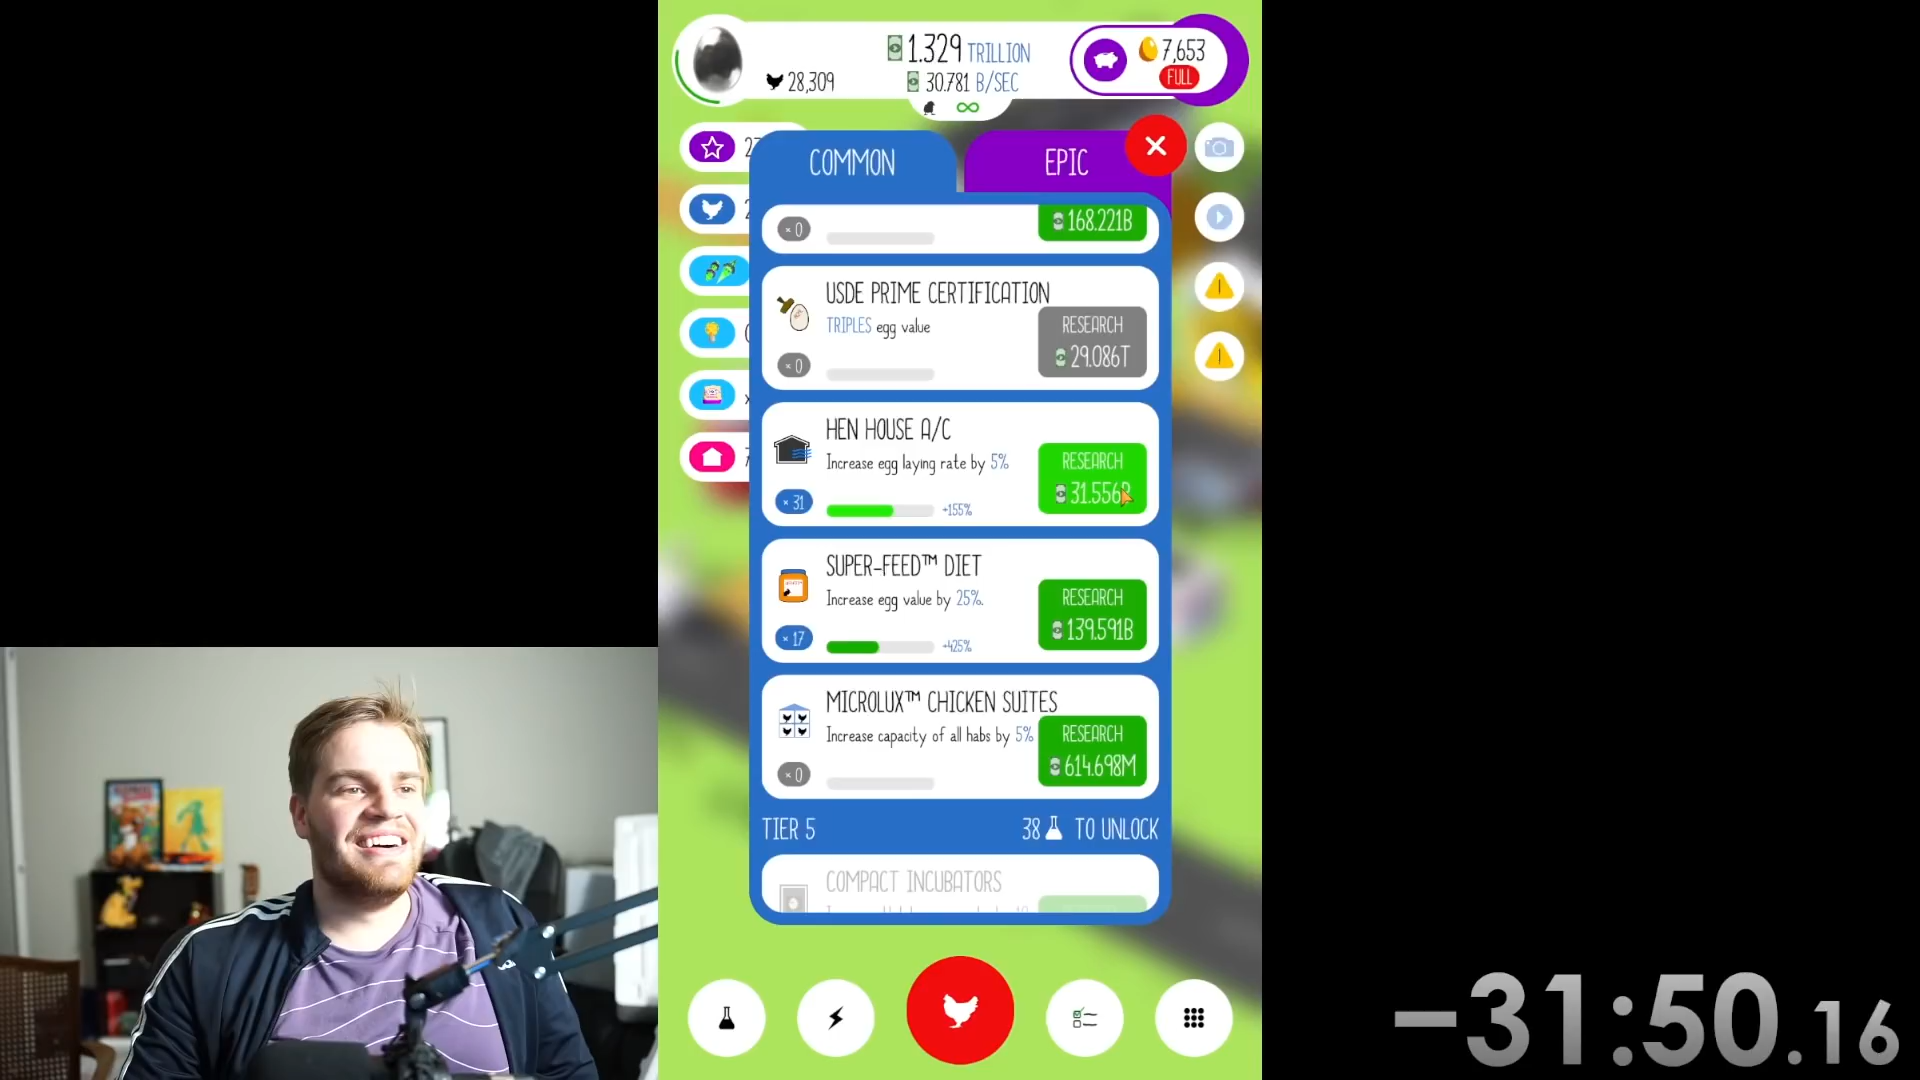 1.329 TRILLION
28,309
30.781 B/SEC
7,653
FULL
COMMON
EPIC
× 0
168.221B
USDE PRIME CERTIFICATION
TRIPLES egg value
RESEARCH
29.086T
× 0
HEN HOUSE A/C
Increase egg laying rate by 5%
RESEARCH
31.556B
× 31
+155%
SUPER-FEED™ DIET
Increase egg value by 25%.
RESEARCH
139.591B
× 17
+425%
MICROLUX™ CHICKEN SUITES
Increase capacity of all habs by 5%
RESEARCH
614.698M
× 0
TIER 5
38 TO UNLOCK
COMPACT INCUBATORS
−31:50.16